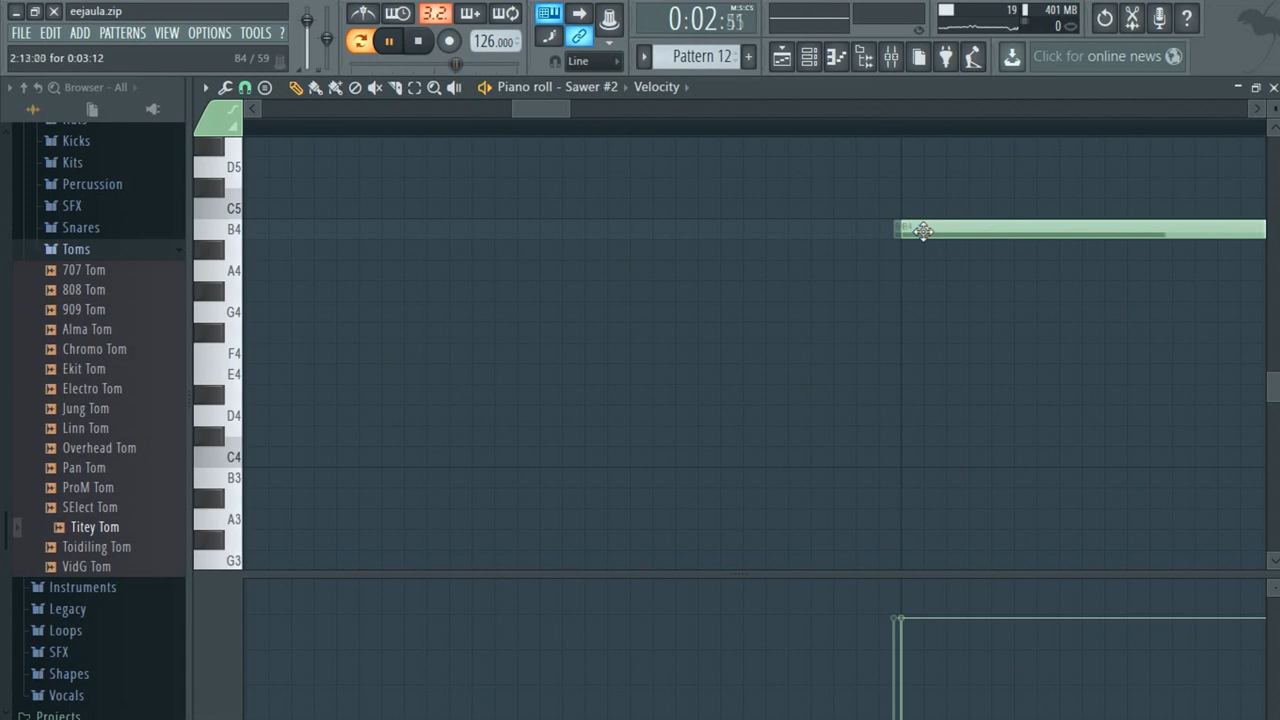 eejaula.zip
FILE EDIT ADD PATTERNS VIEW OPTIONS TOOLS ?
2:13:00 for 0:03:12 B4 / 59
3.2
126.000
0:02:55
M:S:CS
Line
Pattern 12
19 401 MB
0
Click for online news
Browser - All
Piano roll - Sawer #2 Velocity
Kicks
Kits
Percussion
SFX
Snares
Toms
707 Tom
808 Tom
909 Tom
Alma Tom
Chromo Tom
Ekit Tom
Electro Tom
Jung Tom
Linn Tom
Overhead Tom
Pan Tom
ProM Tom
SElect Tom
Titey Tom
Toidiling Tom
VidG Tom
Instruments
Legacy
Loops
SFX
Shapes
Vocals
Projects
D5
C5
B4
A4
G4
F4
E4
D4
C4
B3
A3
G3